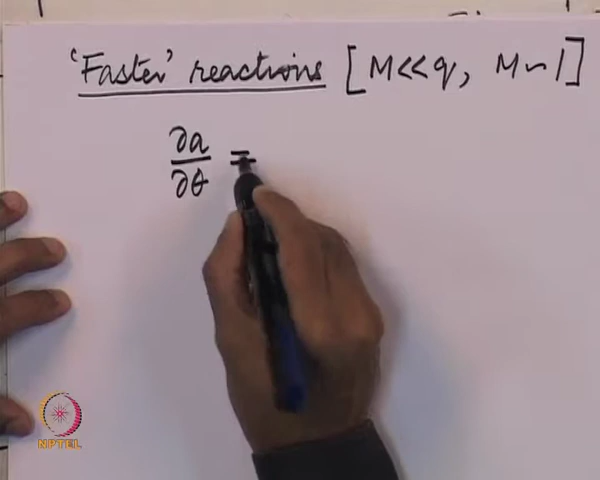 'Faster' reactions [M<<q, M~1]
∂a/∂θ =
NPTEL